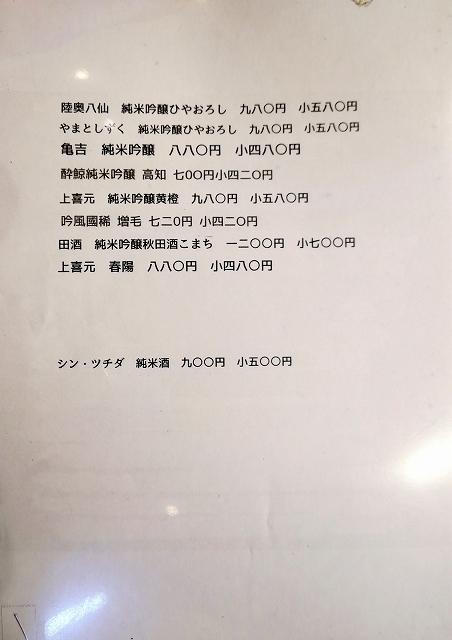 陸奥八仙　純米吟醸ひやおろし　九八〇円　小五八〇円
やまとしずく　純米吟醸ひやおろし　九八〇円　小五八〇円
亀吉　純米吟醸　八八〇円　小四八〇円
酔鯨純米吟醸 高知 七〇〇円小四二〇円
上喜元　純米吟醸黄橙　九八〇円　小五八〇円
吟風國稀 増毛 七二〇円 小四二〇円
田酒　純米吟醸秋田酒こまち　一二〇〇円　小七〇〇円
上喜元　春陽　八八〇円　小四八〇円
シン・ツチダ　純米酒　九〇〇円　小五〇〇円